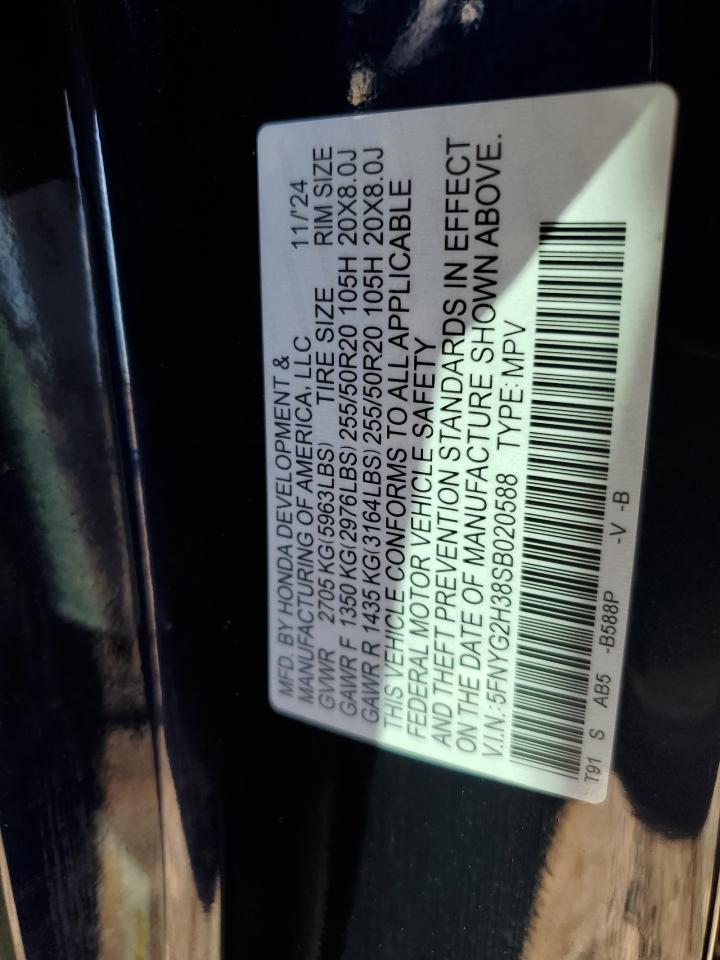 MFD. BY HONDA DEVELOPMENT &
MANUFACTURING OF AMERICA, LLC 11/'24
GVWR 2705 KG(5963LBS) TIRE SIZE RIM SIZE
GAWR F 1350 KG(2976LBS) 255/50R20 105H 20X8.0J
GAWR R 1435 KG(3164LBS) 255/50R20 105H 20X8.0J
THIS VEHICLE CONFORMS TO ALL APPLICABLE
FEDERAL MOTOR VEHICLE SAFETY
AND THEFT PREVENTION STANDARDS IN EFFECT
ON THE DATE OF MANUFACTURE SHOWN ABOVE.
V.I.N.:5FNYG2H38SB020588 TYPE: MPV
T91 S AB5 -B588P -V -B